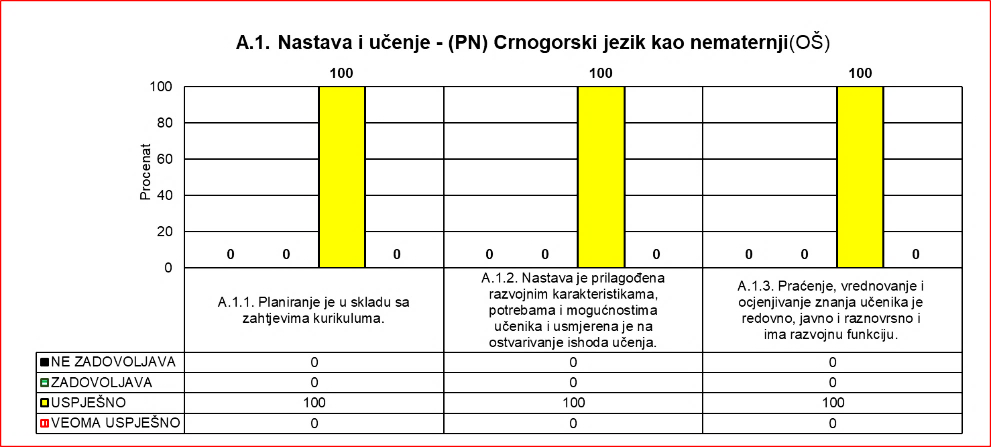 A.1. Nastava i učenje - (PN) Crnogorski jezik kao nematernji(OŠ)
100 100 100
Procenat
100
80
60
40
20
0
0 0 0 0 0 0 0 0 0
A.1.1. Planiranje je u skladu sa
zahtjevima kurikuluma.
A.1.2. Nastava je prilagođena
razvojnim karakteristikama,
potrebama i mogućnostima
učenika i usmjerena je na
ostvarivanje ishoda učenja.
A.1.3. Praćenje, vrednovanje i
ocjenjivanje znanja učenika je
redovno, javno i raznovrsno i
ima razvojnu funkciju.
NE ZADOVOLJAVA 0 0 0
ZADOVOLJAVA 0 0 0
USPJEŠNO 100 100 100
VEOMA USPJEŠNO 0 0 0